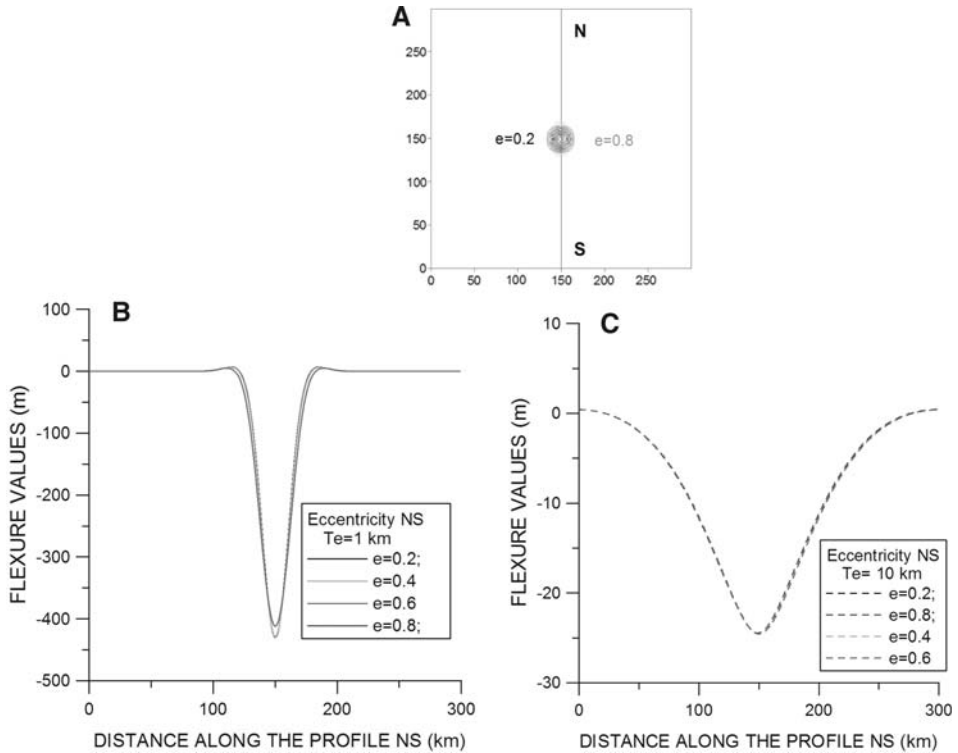 A
N
300
250
200
150
100
50
0
e=0.2
e=0.8
S
0
50
100
150
200
250
B
100
0
-100
-200
-300
-400
-500
FLEXURE VALUES (m)
Eccentricity NS
Te=1 km
e=0.2;
e=0.4
e=0.6
e=0.8;
0
100
200
300
DISTANCE ALONG THE PROFILE NS (km)
C
10
0
-10
-20
-30
FLEXURE VALUES (m)
Eccentricity NS
Te= 10 km
e=0.2;
e=0.8;
e=0.4
e=0.6
0
100
200
300
DISTANCE ALONG THE PROFILE NS (km)